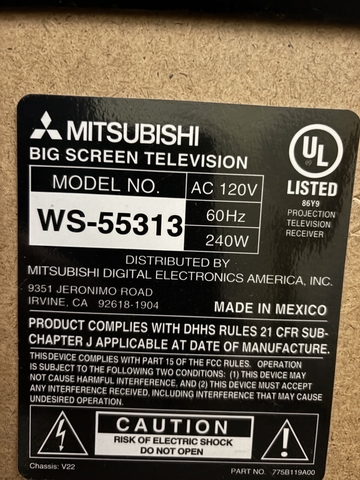 MITSUBISHI
BIG SCREEN TELEVISION
MODEL NO.
WS-55313
AC 120V
60Hz
240W
UL
LISTED
86Y9
PROJECTION
TELEVISION
RECEIVER
DISTRIBUTED BY
MITSUBISHI DIGITAL ELECTRONICS AMERICA, INC.
9351 JERONIMO ROAD
IRVINE, CA 92618-1904
MADE IN MEXICO
PRODUCT COMPLIES WITH DHHS RULES 21 CFR SUB-
CHAPTER J APPLICABLE AT DATE OF MANUFACTURE.
THIS DEVICE COMPLIES WITH PART 15 OF THE FCC RULES. OPERATION
IS SUBJECT TO THE FOLLOWING TWO CONDITIONS: (1) THIS DEVICE MAY
NOT CAUSE HARMFUL INTERFERENCE, AND (2) THIS DEVICE MUST ACCEPT
ANY INTERFERENCE RECEIVED, INCLUDING INTERFERENCE THAT MAY CAUSE
UNDESIRED OPERATION.
CAUTION
RISK OF ELECTRIC SHOCK
DO NOT OPEN
Chassis: V22
PART NO. 775B119A00